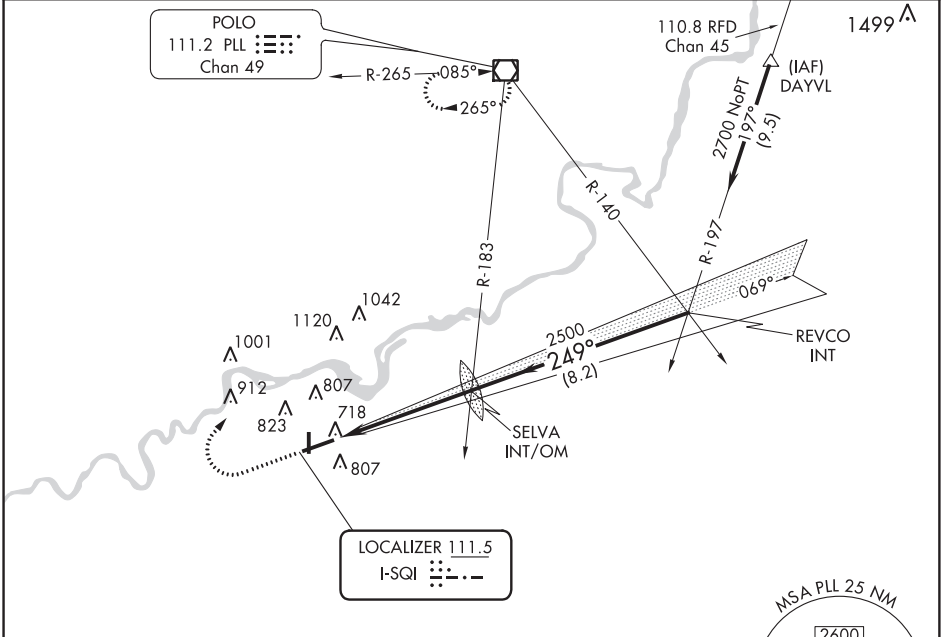 POLO
111.2 PLL
Chan 49
R-265
085°
265°
110.8 RFD
Chan 45
1499
(IAF)
DAYVL
2700 NoPT
197°
(9.5)
R-140
R-197
R-183
069°
REVCO
INT
2500
249°
(8.2)
1042
1120
1001
912
807
823
718
807
SELVA
INT/OM
LOCALIZER 111.5
I-SQI
MSA PLL 25 NM
2600